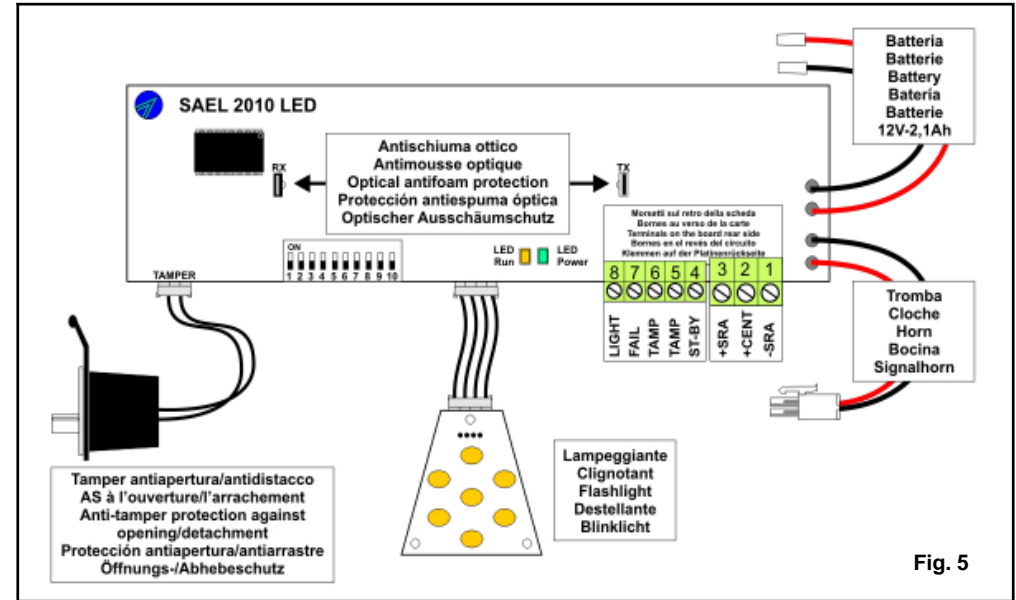 Batteria
Batterie
Battery
Batería
Batterie
12V-2,1Ah
SAEL 2010 LED
RX
Antischiuma ottico
Antimousse optique
Optical antifoam protection
Protección antiespuma óptica
Optischer Ausschäumschutz
TX
Morsetti sul retro della scheda
Bornes au verso de la carte
Terminals on the board rear side
Bornes en el revés del circuito
Klemmen auf der Platinenrückseite
ON
1 2 3 4 5 6 7 8 9 10
LED Run
LED Power
8 7 6 5 4 3 2 1
LIGHT
FAIL
TAMP
TAMP
ST-BY
+SRA
+CENT
-SRA
TAMPER
Tromba
Cloche
Horn
Bocina
Signalhorn
Tamper antiapertura/antidistacco
AS à l'ouverture/l'arrachement
Anti-tamper protection against
opening/detachment
Protección antiapertura/antiarrastre
Öffnungs-/Abhebeschutz
Lampeggiante
Clignotant
Flashlight
Destellante
Blinklicht
Fig. 5